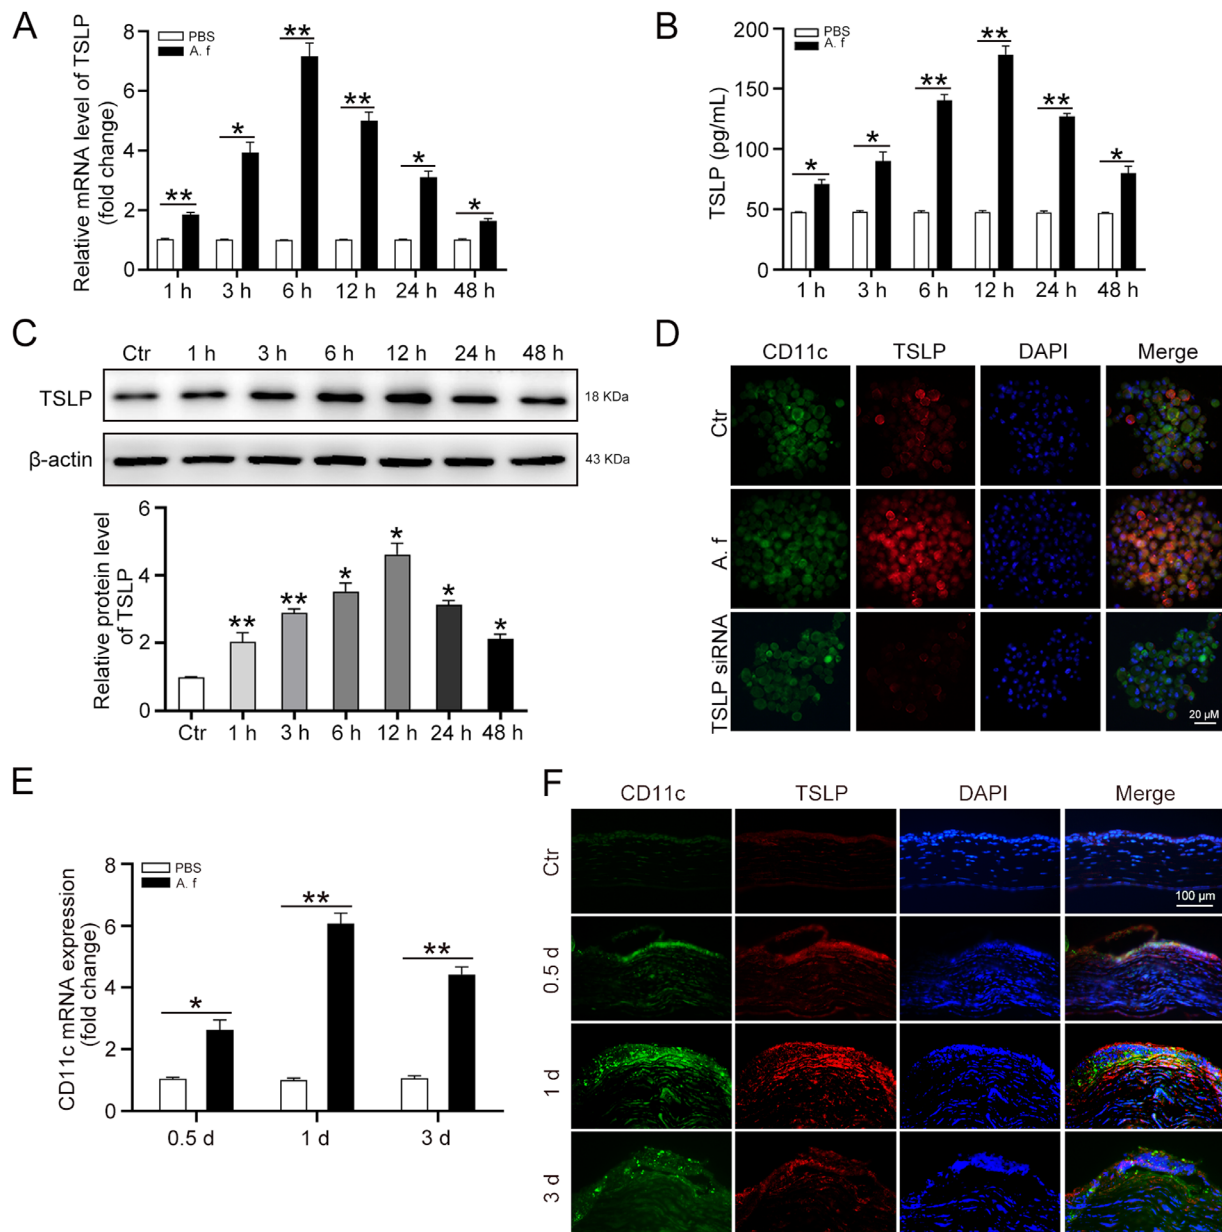 A
Relative mRNA level of TSLP
(fold change)
8
6
4
2
0
PBS
A. f
**
*
**
**
*
*
1 h 3 h 6 h 12 h 24 h 48 h
B
TSLP (pg/mL)
200
150
100
50
0
PBS
A. f
*
*
**
**
**
*
1 h 3 h 6 h 12 h 24 h 48 h
C
Ctr 1 h 3 h 6 h 12 h 24 h 48 h
TSLP 18 KDa
β-actin 43 KDa
Relative protein level
of TSLP
6
4
2
0
**
**
*
*
*
*
Ctr 1 h 3 h 6 h 12 h 24 h 48 h
D
CD11c TSLP DAPI Merge
Ctr
A. f
TSLP siRNA
20 μM
E
CD11c mRNA expression
(fold change)
8
6
4
2
0
PBS
A. f
*
**
**
0.5 d 1 d 3 d
F
CD11c TSLP DAPI Merge
Ctr
100 μm
0.5 d
1 d
3 d